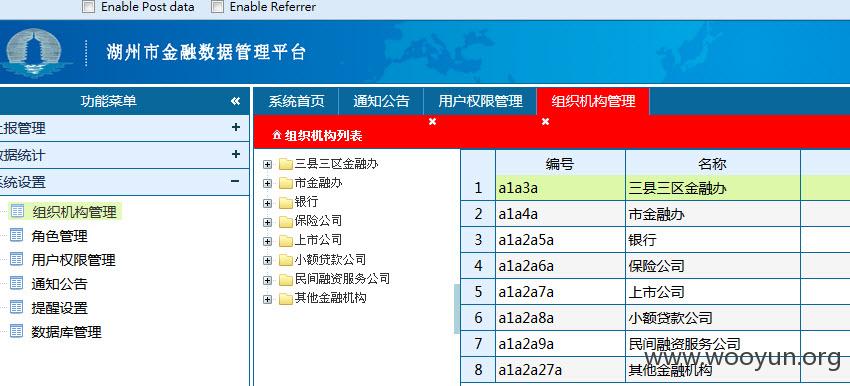 Enable Post data Enable Referrer
湖州市金融数据管理平台
功能菜单 «
系统首页 通知公告 用户权限管理 组织机构管理
上报管理 +
数据统计 +
系统设置 −
组织机构管理
角色管理
用户权限管理
通知公告
提醒设置
数据库管理
组织机构列表
三县三区金融办
市金融办
银行
保险公司
上市公司
小额贷款公司
民间融资服务公司
其他金融机构
编号 名称
1 a1a3a 三县三区金融办
2 a1a4a 市金融办
3 a1a2a5a 银行
4 a1a2a6a 保险公司
5 a1a2a7a 上市公司
6 a1a2a8a 小额贷款公司
7 a1a2a9a 民间融资服务公司
8 a1a2a27a 其他金融机构
www.wooyun.org